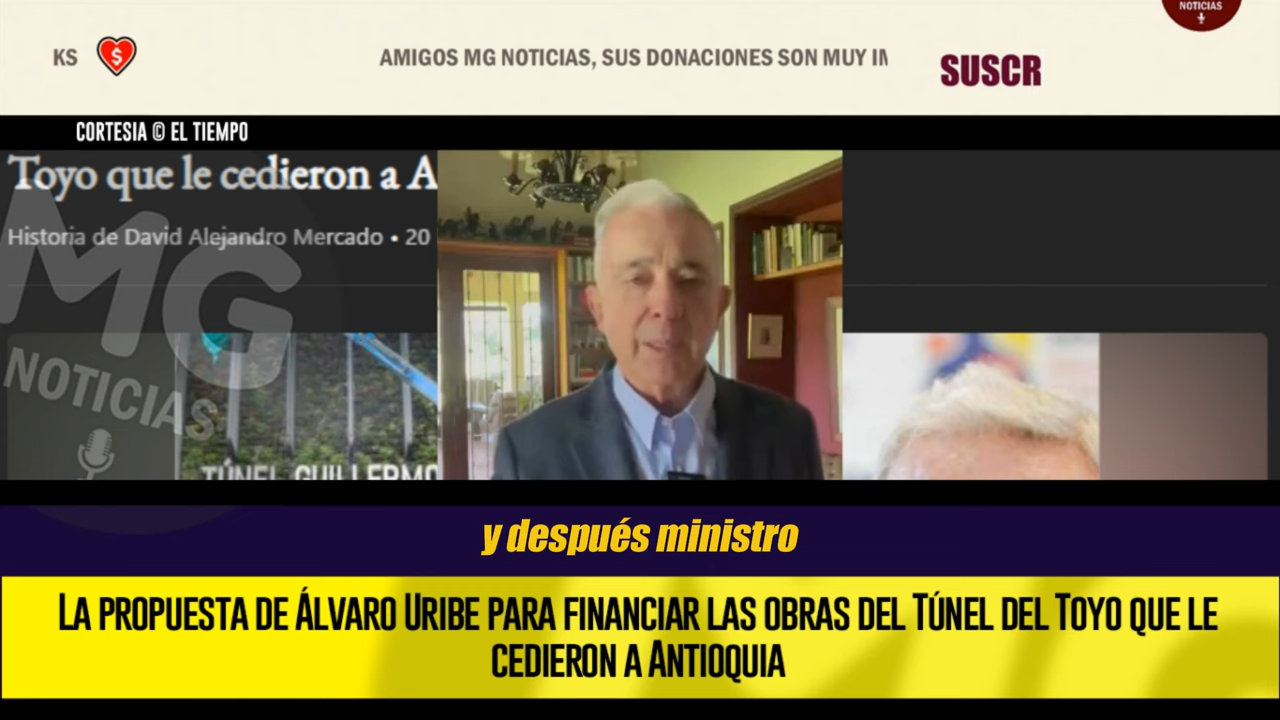 NOTICIAS
KS
$
AMIGOS MG NOTICIAS, SUS DONACIONES SON MUY
SUSCR
CORTESIA © EL TIEMPO
Toyo que le cedieron a A
Historia de David Alejandro Mercado • 20
MG
NOTICIAS
TÚNEL GUILLERMO
y después ministro
LA PROPUESTA DE ÁLVARO URIBE PARA FINANCIAR LAS OBRAS DEL TÚNEL DEL TOYO QUE LE
CEDIERON A ANTIOQUIA